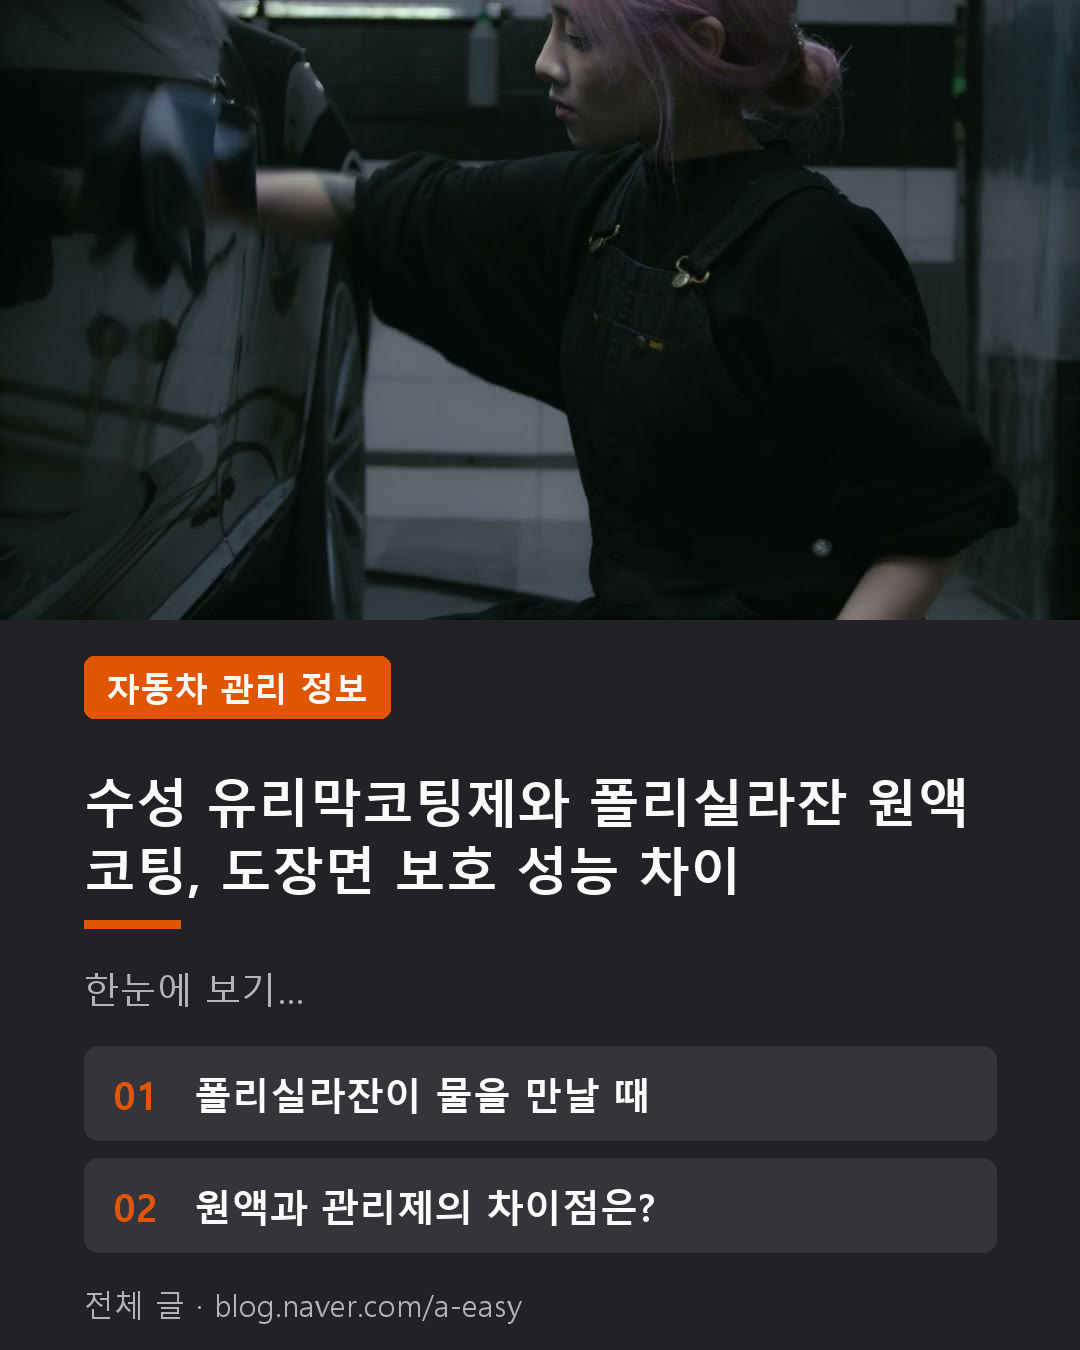 자동차 관리 정보
수성 유리막코팅제와 폴리실라잔 원액
코팅, 도장면 보호 성능 차이
한눈에 보기...
01 폴리실라잔이 물을 만날 때
02 원액과 관리제의 차이점은?
전체 글 · blog.naver.com/a-easy